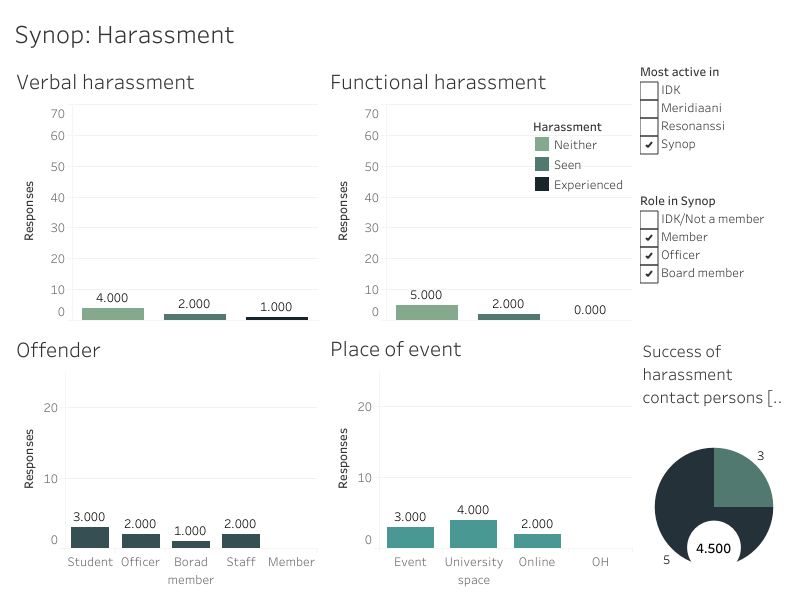 Synop: Harassment
Verbal harassment
70
60
50
40
30
20
10
0
Responses
4.000
2.000
1.000
Functional harassment
70
60
50
40
30
20
10
0
Responses
Harassment
Neither
Seen
Experienced
5.000
2.000
0.000
Most active in
IDK
Meridiaani
Resonanssi
Synop
Role in Synop
IDK/Not a member
Member
Officer
Board member
Offender
20
10
0
Responses
3.000
2.000
1.000
2.000
Student Officer Borad Staff Member
member
Place of event
20
10
0
Responses
3.000
4.000
2.000
Event University Online OH
space
Success of
harassment
contact persons [..
3
5
4.500